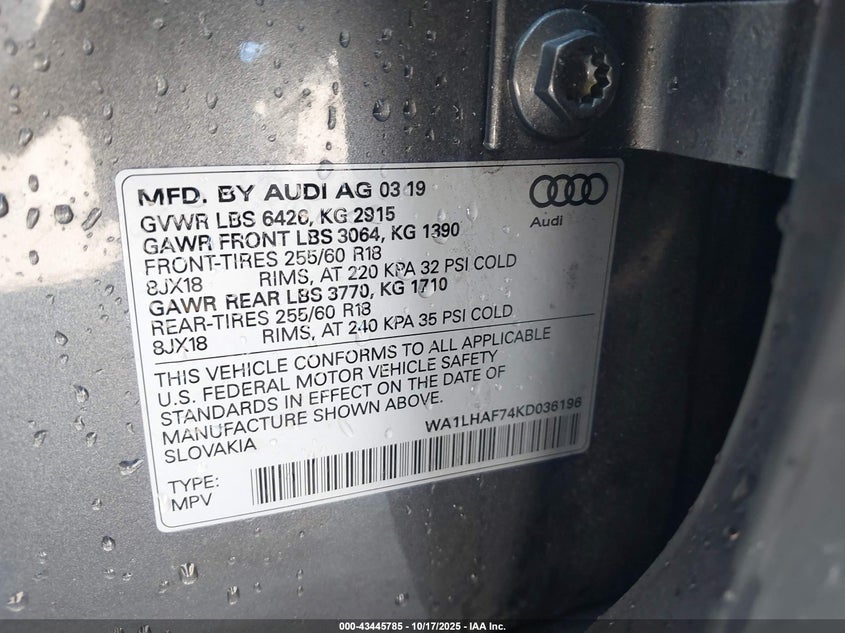 MFD. BY AUDI AG 03 19
GVWR LBS 6426, KG 2915
GAWR FRONT LBS 3064, KG 1390
FRONT-TIRES 255/60 R18
8JX18 RIMS, AT 220 KPA 32 PSI COLD
GAWR REAR LBS 3770, KG 1710
REAR-TIRES 255/60 R18
8JX18 RIMS, AT 240 KPA 35 PSI COLD
Audi
THIS VEHICLE CONFORMS TO ALL APPLICABLE
U.S. FEDERAL MOTOR VEHICLE SAFETY
STANDARDS IN EFFECT ON THE DATE OF
MANUFACTURE SHOWN ABOVE.
SLOVAKIA
WA1LHAF74KD036196
TYPE:
MPV
000-43445785 - 10/17/2025 - IAA Inc.